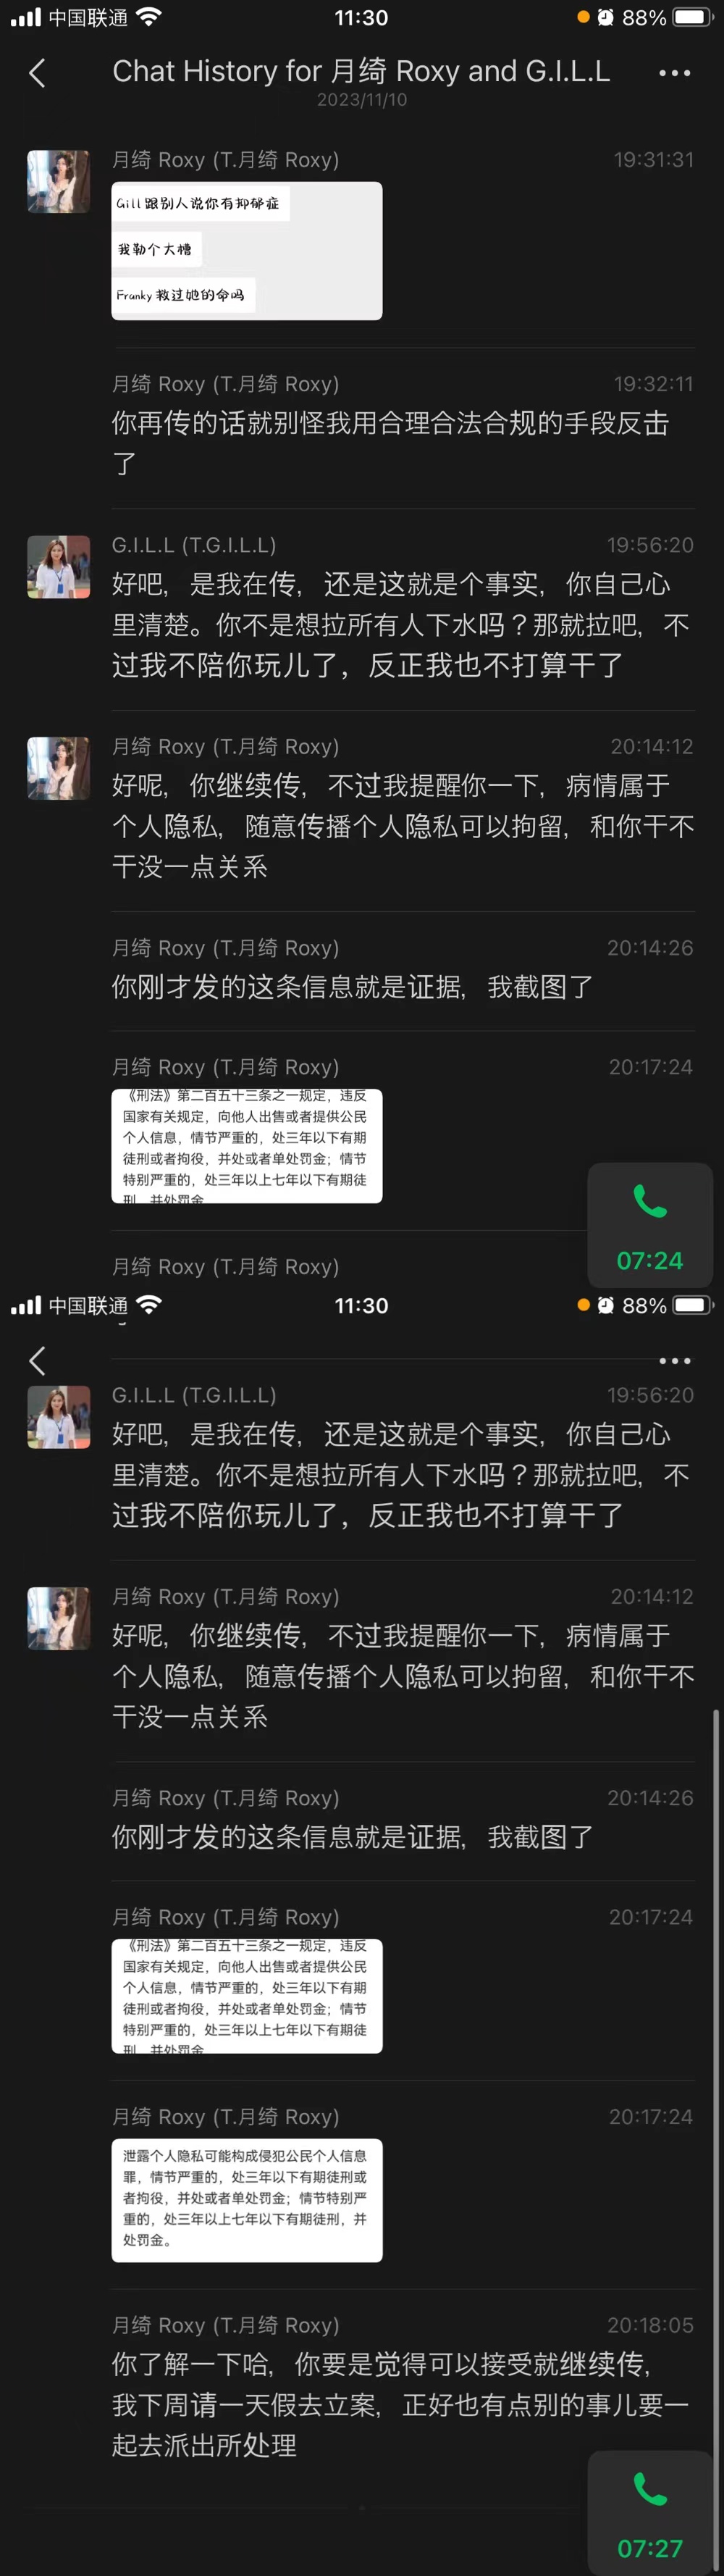 中国联通
11:30
88%
Chat History for 月绮 Roxy and G.I.L.L
2023/11/10
月绮 Roxy (T.月绮 Roxy)
19:31:31
Gill 跟别人说你有抑郁症
我勒个大槽
Franky 救过她的命吗
月绮 Roxy (T.月绮 Roxy)
19:32:11
你再传的话就别怪我用合理合法合规的手段反击
了
G.I.L.L (T.G.I.L.L)
19:56:20
好吧，是我在传，还是这就是个事实，你自己心
里清楚。你不是想拉所有人下水吗？那就拉吧，不
过我不陪你玩儿了，反正我也不打算干了
月绮 Roxy (T.月绮 Roxy)
20:14:12
好呢，你继续传，不过我提醒你一下，病情属于
个人隐私，随意传播个人隐私可以拘留，和你干不
干没一点关系
月绮 Roxy (T.月绮 Roxy)
20:14:26
你刚才发的这条信息就是证据，我截图了
月绮 Roxy (T.月绮 Roxy)
20:17:24
《刑法》第二百五十三条之一规定，违反
国家有关规定，向他人出售或者提供公民
个人信息，情节严重的，处三年以下有期
徒刑或者拘役，并处或者单处罚金；情节
特别严重的，处三年以上七年以下有期徒
刑，并处罚金
月绮 Roxy (T.月绮 Roxy)
07:24
中国联通
11:30
88%
G.I.L.L (T.G.I.L.L)
19:56:20
好吧，是我在传，还是这就是个事实，你自己心
里清楚。你不是想拉所有人下水吗？那就拉吧，不
过我不陪你玩儿了，反正我也不打算干了
月绮 Roxy (T.月绮 Roxy)
20:14:12
好呢，你继续传，不过我提醒你一下，病情属于
个人隐私，随意传播个人隐私可以拘留，和你干不
干没一点关系
月绮 Roxy (T.月绮 Roxy)
20:14:26
你刚才发的这条信息就是证据，我截图了
月绮 Roxy (T.月绮 Roxy)
20:17:24
《刑法》第二百五十三条之一规定，违反
国家有关规定，向他人出售或者提供公民
个人信息，情节严重的，处三年以下有期
徒刑或者拘役，并处或者单处罚金；情节
特别严重的，处三年以上七年以下有期徒
刑，并处罚金
月绮 Roxy (T.月绮 Roxy)
20:17:24
泄露个人隐私可能构成侵犯公民个人信息
罪，情节严重的，处三年以下有期徒刑或
者拘役，并处或者单处罚金；情节特别严
重的，处三年以上七年以下有期徒刑，并
处罚金。
月绮 Roxy (T.月绮 Roxy)
20:18:05
你了解一下哈，你要是觉得可以接受就继续传，
我下周请一天假去立案，正好也有点别的事儿要一
起去派出所处理
07:27